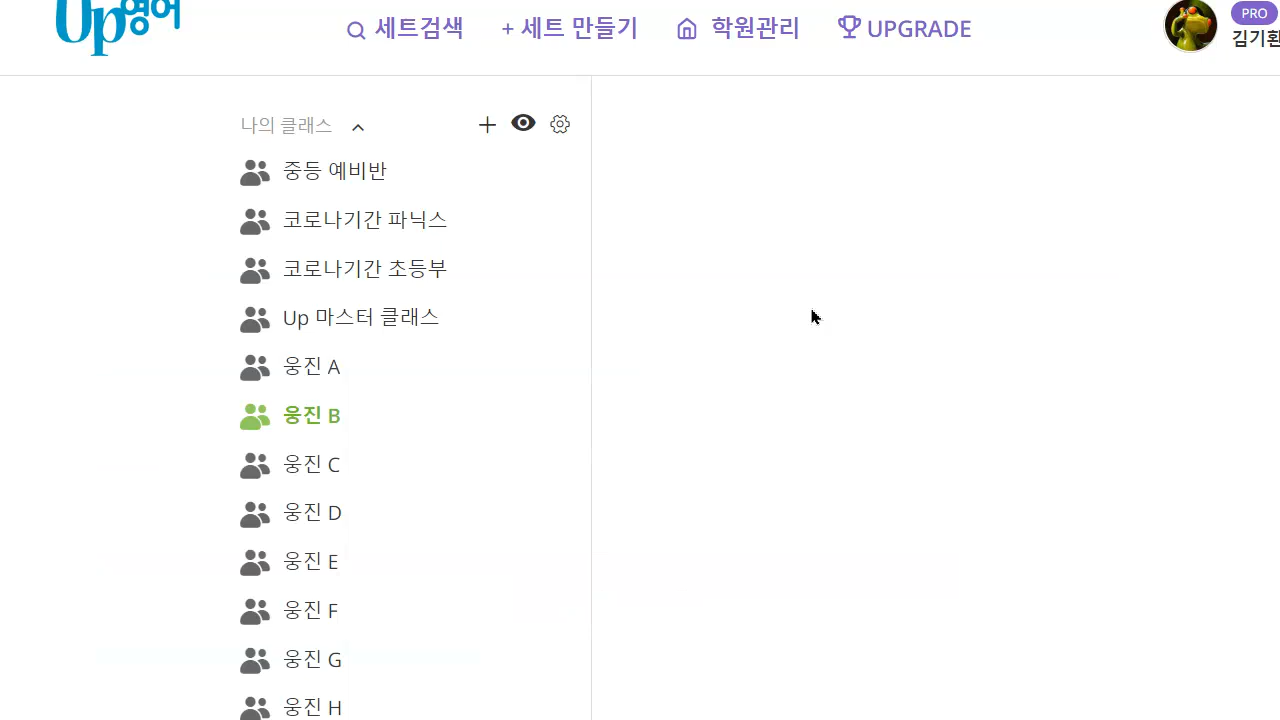 Up영어
세트검색 + 세트 만들기 학원관리 UPGRADE
PRO
김기환
나의 클래스
중등 예비반
코로나기간 파닉스
코로나기간 초등부
Up 마스터 클래스
웅진 A
웅진 B
웅진 C
웅진 D
웅진 E
웅진 F
웅진 G
웅진 H